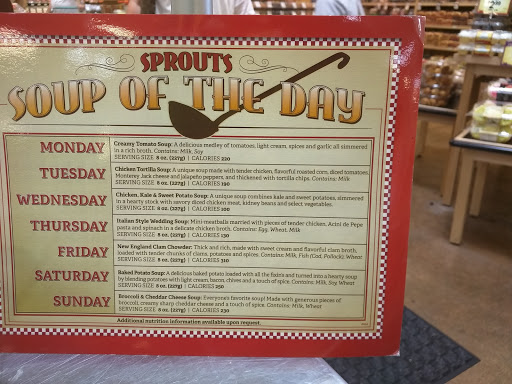 SPROUTS
SOUP OF THE DAY
MONDAY
Creamy Tomato Soup: A delicious medley of tomatoes, light cream, spices and garlic all simmered
in a rich broth. Contains: Milk, Soy
SERVING SIZE 8 oz. (227g) | CALORIES 220
TUESDAY
Chicken Tortilla Soup: A unique soup made with tender chicken, flavorful roasted corn, diced tomatoes,
Monterey Jack cheese and jalapeño peppers, and thickened with tortilla chips. Contains: Milk
SERVING SIZE 8 oz. (227g) | CALORIES 190
WEDNESDAY
Chicken, Kale & Sweet Potato Soup: A unique soup combines kale and sweet potatoes, simmered
in a hearty stock with savory diced chicken meat, kidney beans and select vegetables.
SERVING SIZE 8 oz. (227g) | CALORIES 100
THURSDAY
Italian Style Wedding Soup: Mini-meatballs married with pieces of tender chicken, Acini de Pepe
pasta and spinach in a delicate chicken broth. Contains: Egg, Wheat, Milk
SERVING SIZE 8 oz. (227g) | CALORIES 130
FRIDAY
New England Clam Chowder: Thick and rich, made with sweet cream and flavorful clam broth,
loaded with tender chunks of clams, potatoes and spices. Contains: Milk, Fish (Cod, Pollock), Wheat
SERVING SIZE 8 oz. (227g) | CALORIES 310
SATURDAY
Baked Potato Soup: A delicious baked potato loaded with all the fixin's and turned into a hearty soup
by blending potatoes with light cream, bacon, chives and a touch of spice. Contains: Milk, Soy, Wheat
SERVING SIZE 8 oz. (227g) | CALORIES 250
SUNDAY
Broccoli & Cheddar Cheese Soup: Everyone's favorite soup! Made with generous pieces of
broccoli, creamy sharp cheddar cheese and a touch of spice. Contains: Milk, Wheat
SERVING SIZE 8 oz. (227g) | CALORIES 230
Additional nutrition information available upon request.